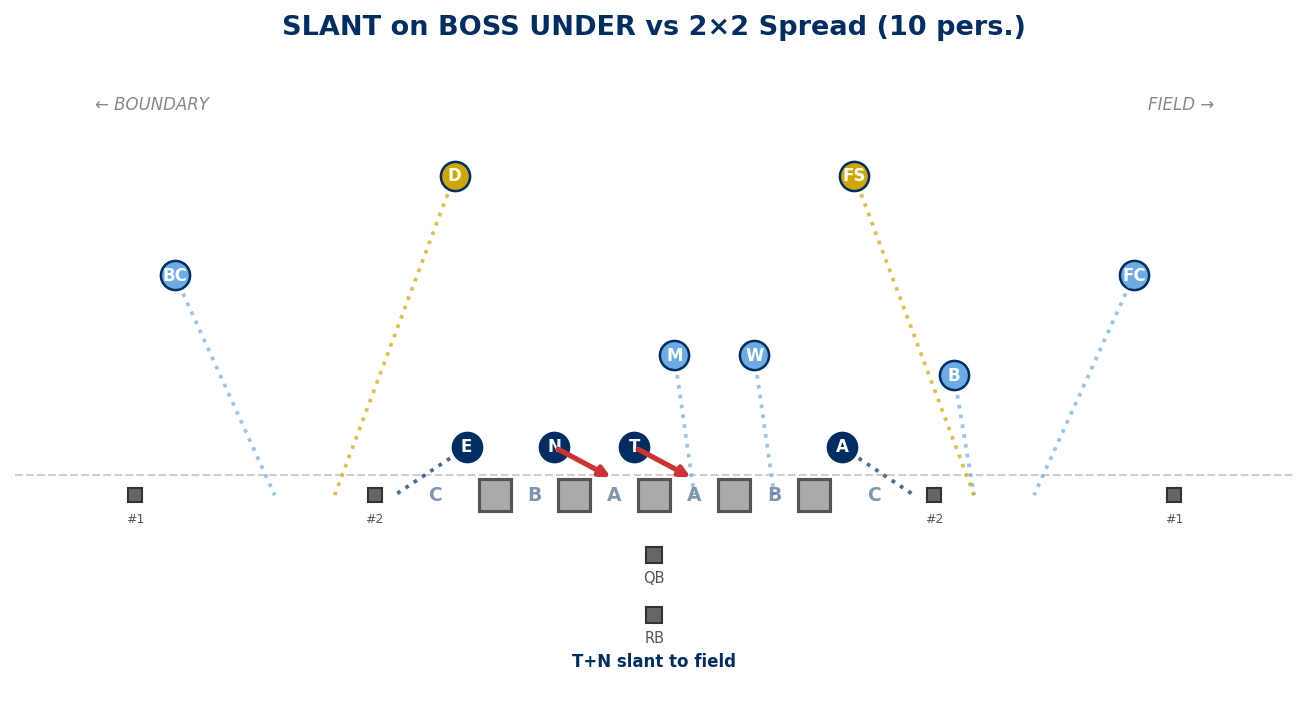 SLANT on BOSS UNDER vs 2×2 Spread (10 pers.)
← BOUNDARY
FIELD →
D
FS
BC
FC
M
W
B
E
N
T
A
C
B
A
A
B
C
#1
#2
#2
#1
QB
RB
T+N slant to field